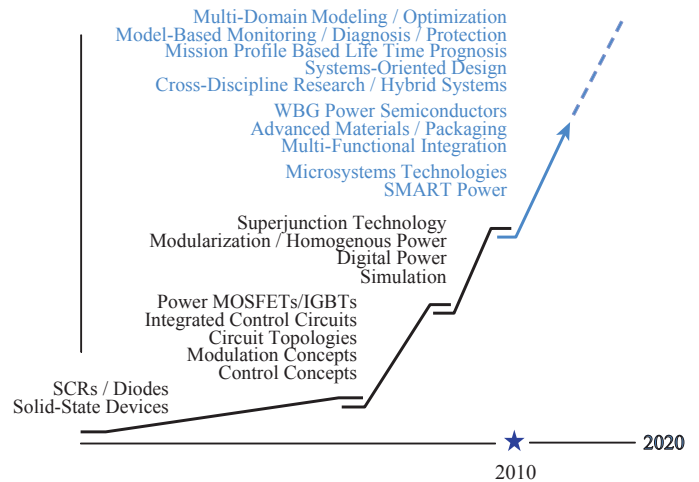 Multi-Domain Modeling / Optimization
Model-Based Monitoring / Diagnosis / Protection
Mission Profile Based Life Time Prognosis
Systems-Oriented Design
Cross-Discipline Research / Hybrid Systems
WBG Power Semiconductors
Advanced Materials / Packaging
Multi-Functional Integration
Microsystems Technologies
SMART Power
Superjunction Technology
Modularization / Homogenous Power
Digital Power
Simulation
Power MOSFETs/IGBTs
Integrated Control Circuits
Circuit Topologies
Modulation Concepts
Control Concepts
SCRs / Diodes
Solid-State Devices
2020
2010